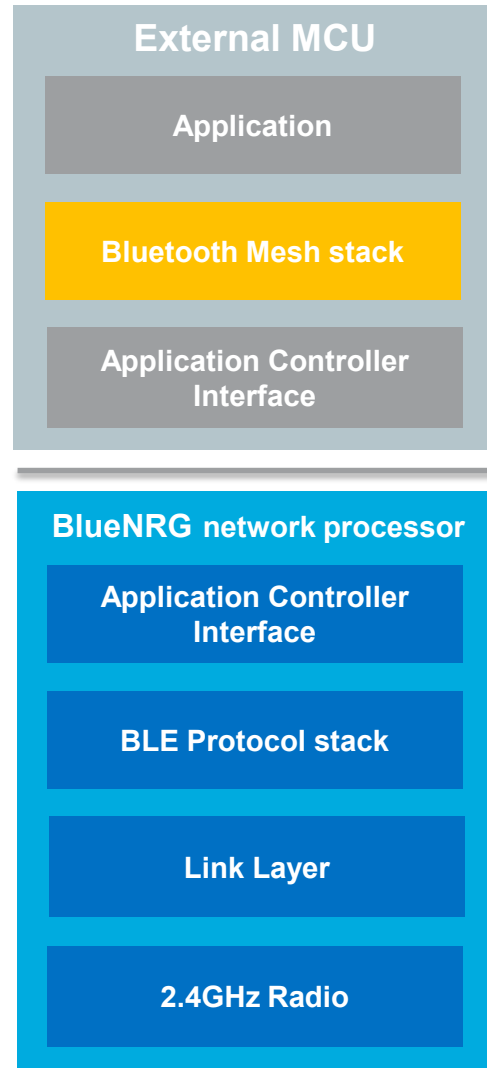 External MCU
Application
Bluetooth Mesh stack
Application Controller
Interface
BlueNRG network processor
Application Controller
Interface
BLE Protocol stack
Link Layer
2.4GHz Radio